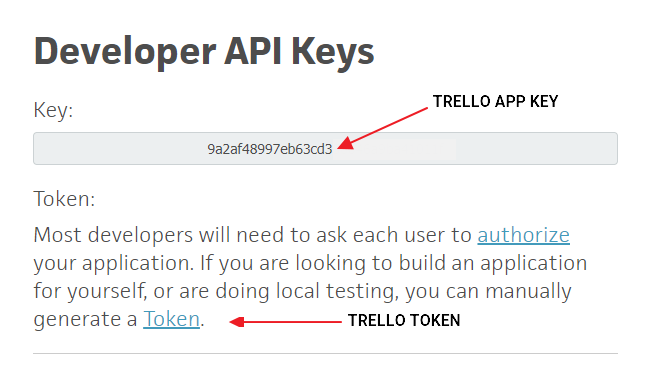 Developer API Keys
TRELLO APP KEY
Key:
9a2af48997eb63cd3
Token:
Most developers will need to ask each user to authorize
your application. If you are looking to build an application
for yourself, or are doing local testing, you can manually
generate a Token.
TRELLO TOKEN